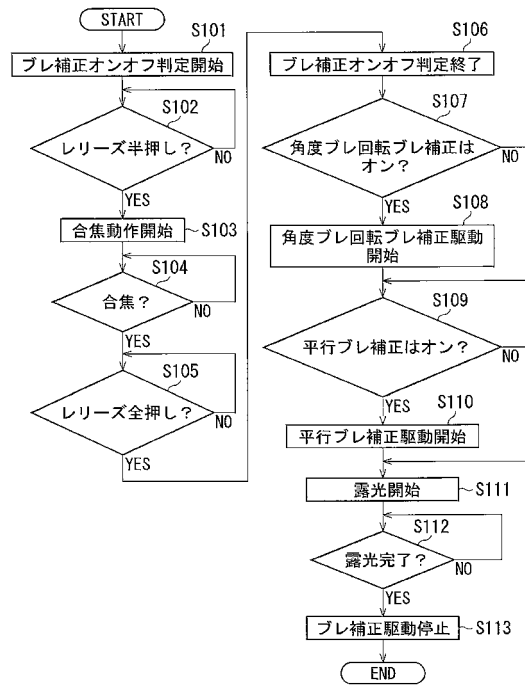 START
S101
ブレ補正オンオフ判定開始
S102
レリーズ半押し?
NO
YES
合焦動作開始
S103
S104
合焦?
NO
YES
S105
レリーズ全押し?
NO
YES
S106
ブレ補正オンオフ判定終了
S107
角度ブレ回転ブレ補正は
オン?
NO
YES
S108
角度ブレ回転ブレ補正駆動
開始
S109
平行ブレ補正はオン?
NO
YES
S110
平行ブレ補正駆動開始
露光開始
S111
S112
露光完了?
NO
YES
ブレ補正駆動停止
S113
END